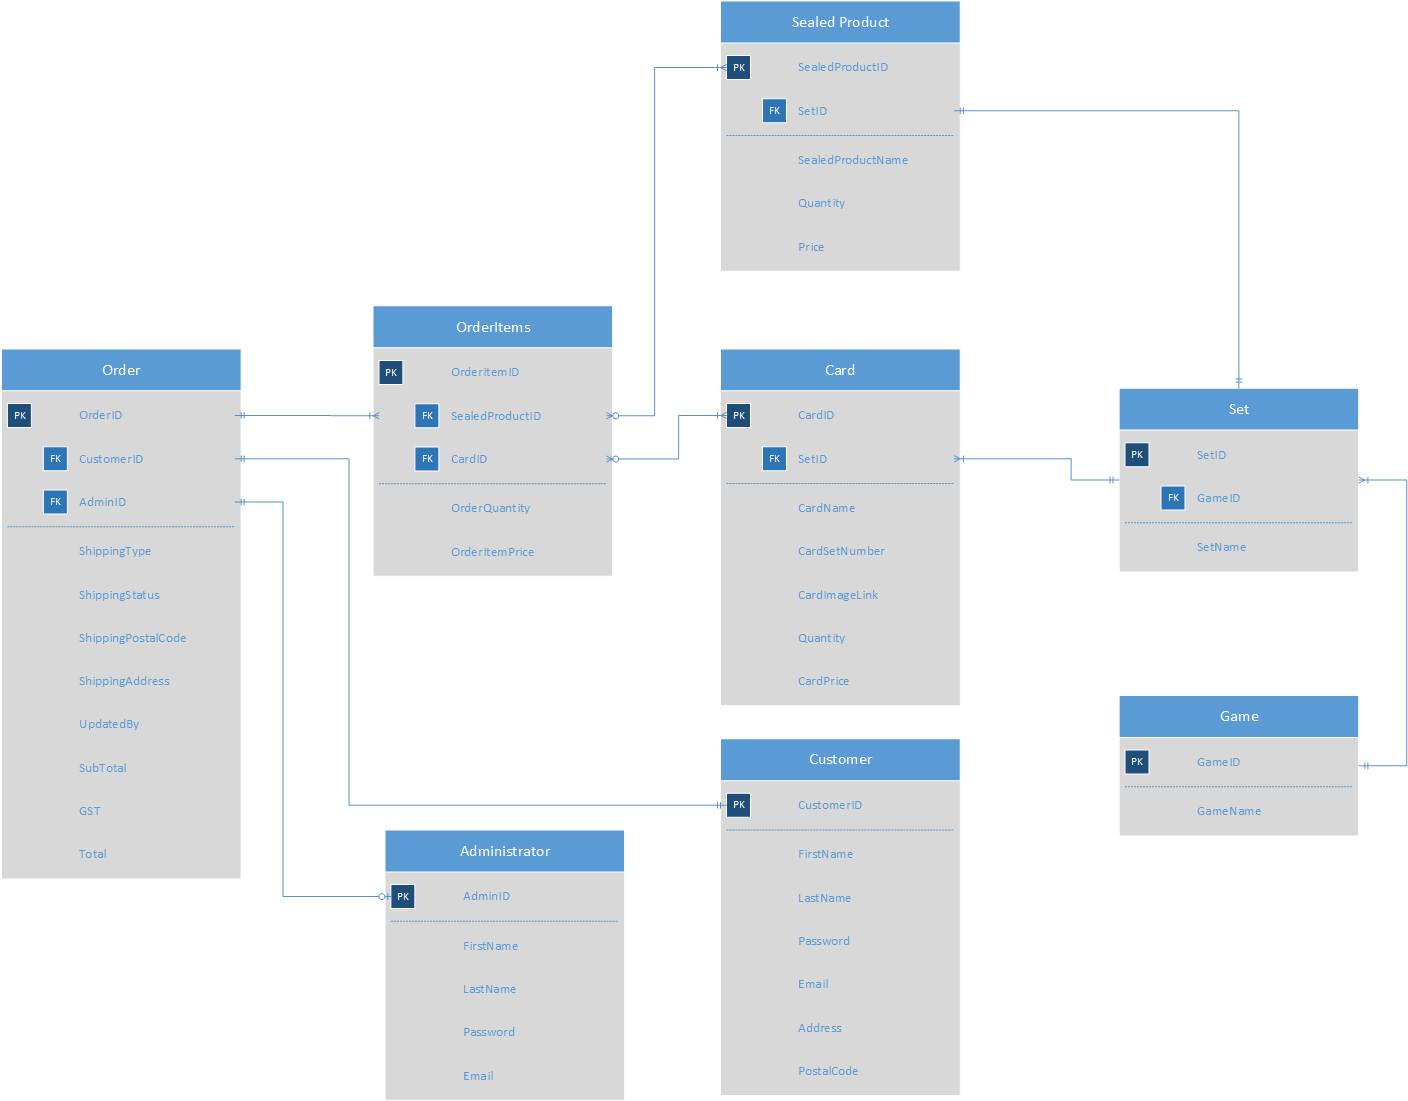 Sealed Product
PK SealedProductID
FK SetID
SealedProductName
Quantity
Price
OrderItems
PK OrderItemID
FK SealedProductID
FK CardID
OrderQuantity
OrderItemPrice
Order
PK OrderID
FK CustomerID
FK AdminID
ShippingType
ShippingStatus
ShippingPostalCode
ShippingAddress
UpdatedBy
SubTotal
GST
Total
Card
PK CardID
FK SetID
CardName
CardSetNumber
CardImageLink
Quantity
CardPrice
Set
PK SetID
FK GameID
SetName
Game
PK GameID
GameName
Customer
PK CustomerID
FirstName
LastName
Password
Email
Address
PostalCode
Administrator
PK AdminID
FirstName
LastName
Password
Email